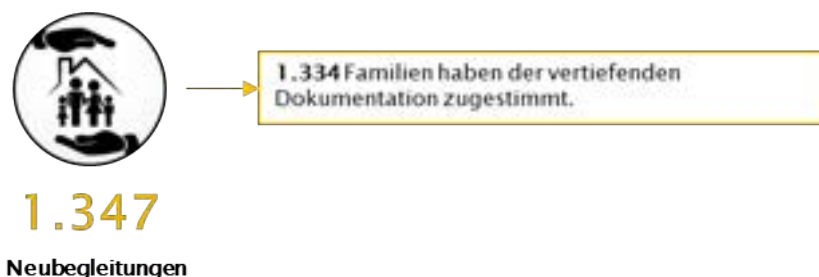 1.334 Familien haben der vertiefenden
Dokumentation zugestimmt.
1.347
Neubegleitungen